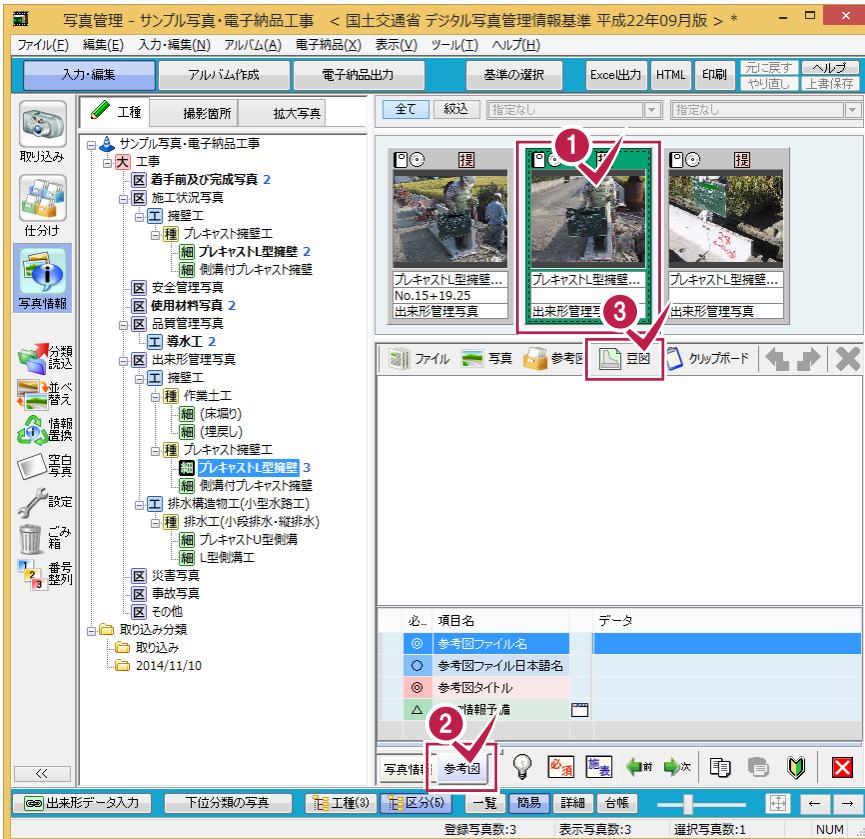 写真管理 - サンプル写真・電子納品工事 < 国土交通省 デジタル写真管理情報基準 平成22年09月版 > *
ファイル(F) 編集(E) 入力・編集(N) アルバム(A) 電子納品(X) 表示(V) ツール(T) ヘルプ(H)
入力・編集 アルバム作成 電子納品出力 基準の選択 Excel出力 HTML 印刷 元に戻す ヘルプ
やり直し 上書保存
工種 撮影箇所 拡大写真
全て 絞込 指定なし 指定なし
取り込み
仕分け
写真情報
分類読込
並べ替え
情報置換
空白写真
設定
ごみ箱
番号整列
<<
サンプル写真・電子納品工事
大 工事
区 着手前及び完成写真 2
区 施工状況写真
工 擁壁工
種 プレキャスト擁壁工
細 プレキャストL型擁壁 2
細 側溝付プレキャスト擁壁
区 安全管理写真
区 使用材料写真 2
区 品質管理写真
工 導水工 2
区 出来形管理写真
工 擁壁工
種 作業土工
細 (床堀り)
細 (埋戻し)
種 プレキャスト擁壁工
細 プレキャストL型擁壁 3
細 側溝付プレキャスト擁壁
工 排水構造物工(小型水路工)
種 排水工(小段排水・縦排水)
細 プレキャストU型側溝
細 L型側溝工
区 災害写真
区 事故写真
区 その他
取り込み分類
取り込み
2014/11/10
提
プレキャストL型擁壁...
No.15+19.25
出来形管理写真
1
プレキャストL型擁壁...
出来形管理写
提
プレキャストL型擁壁...
出来形管理写真
3
ファイル 写真 参考図 豆図 クリップボード
必... 項目名 データ
◎ 参考図ファイル名
○ 参考図ファイル日本語名
◎ 参考図タイトル
△ 情報予備
2
写真情報 参考図 必須 施表 前 次
出来形データ入力 下位分類の写真 工種(3) 区分(5) 一覧 簡易 詳細 台帳 ← →
登録写真数:3 表示写真数:3 選択写真数:1 NUM